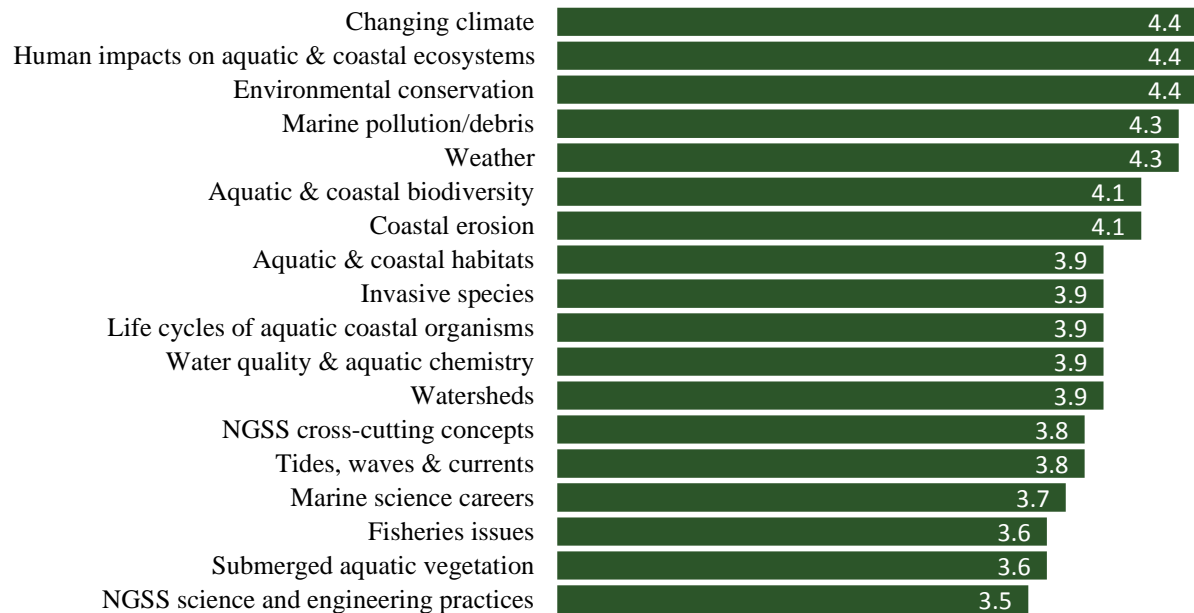 Changing climate 4.4
Human impacts on aquatic & coastal ecosystems 4.4
Environmental conservation 4.4
Marine pollution/debris 4.3
Weather 4.3
Aquatic & coastal biodiversity 4.1
Coastal erosion 4.1
Aquatic & coastal habitats 3.9
Invasive species 3.9
Life cycles of aquatic coastal organisms 3.9
Water quality & aquatic chemistry 3.9
Watersheds 3.9
NGSS cross-cutting concepts 3.8
Tides, waves & currents 3.8
Marine science careers 3.7
Fisheries issues 3.6
Submerged aquatic vegetation 3.6
NGSS science and engineering practices 3.5